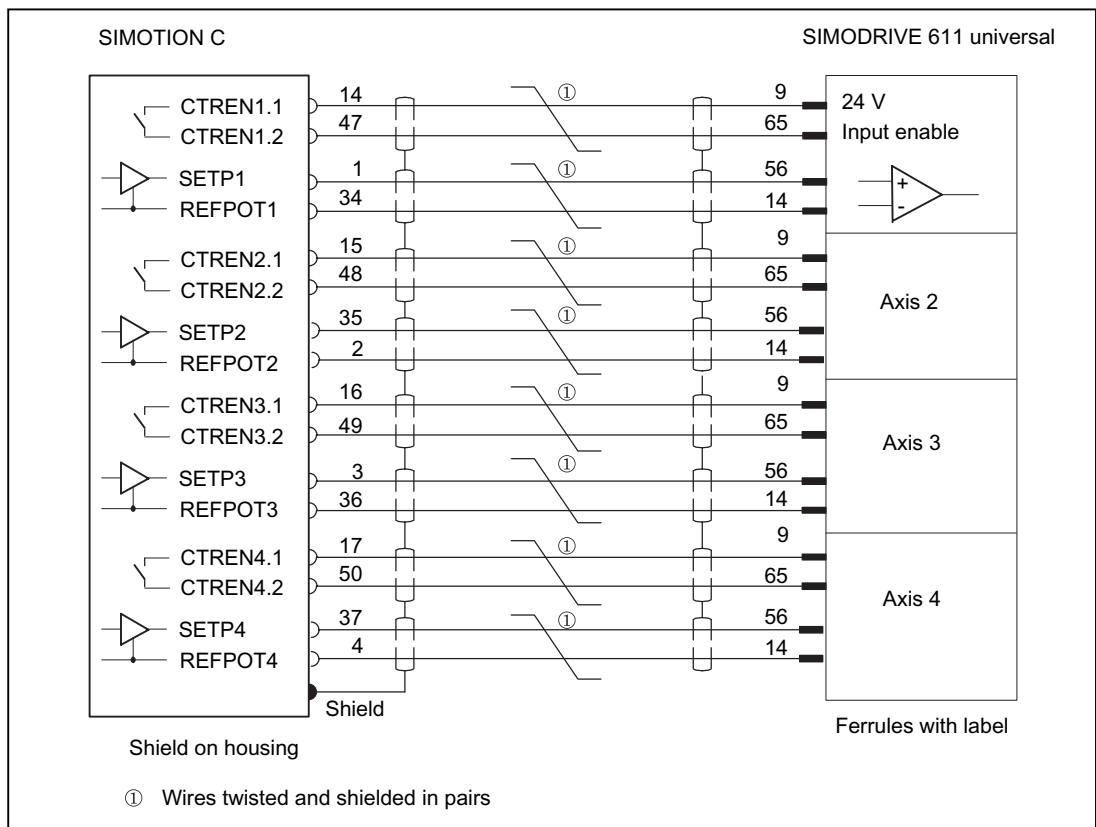 SIMOTION C SIMODRIVE 611 universal
CTREN1.1 14 ① 9 24 V
CTREN1.2 47 65 Input enable
SETP1 1 ① 56 +
REFPOT1 34 14 -
CTREN2.1 15 ① 9
CTREN2.2 48 65 Axis 2
SETP2 35 ① 56
REFPOT2 2 14
CTREN3.1 16 ① 9
CTREN3.2 49 65 Axis 3
SETP3 3 ① 56
REFPOT3 36 14
CTREN4.1 17 ① 9
CTREN4.2 50 65 Axis 4
SETP4 37 ① 56
REFPOT4 4 14
Shield
Shield on housing Ferrules with label
① Wires twisted and shielded in pairs